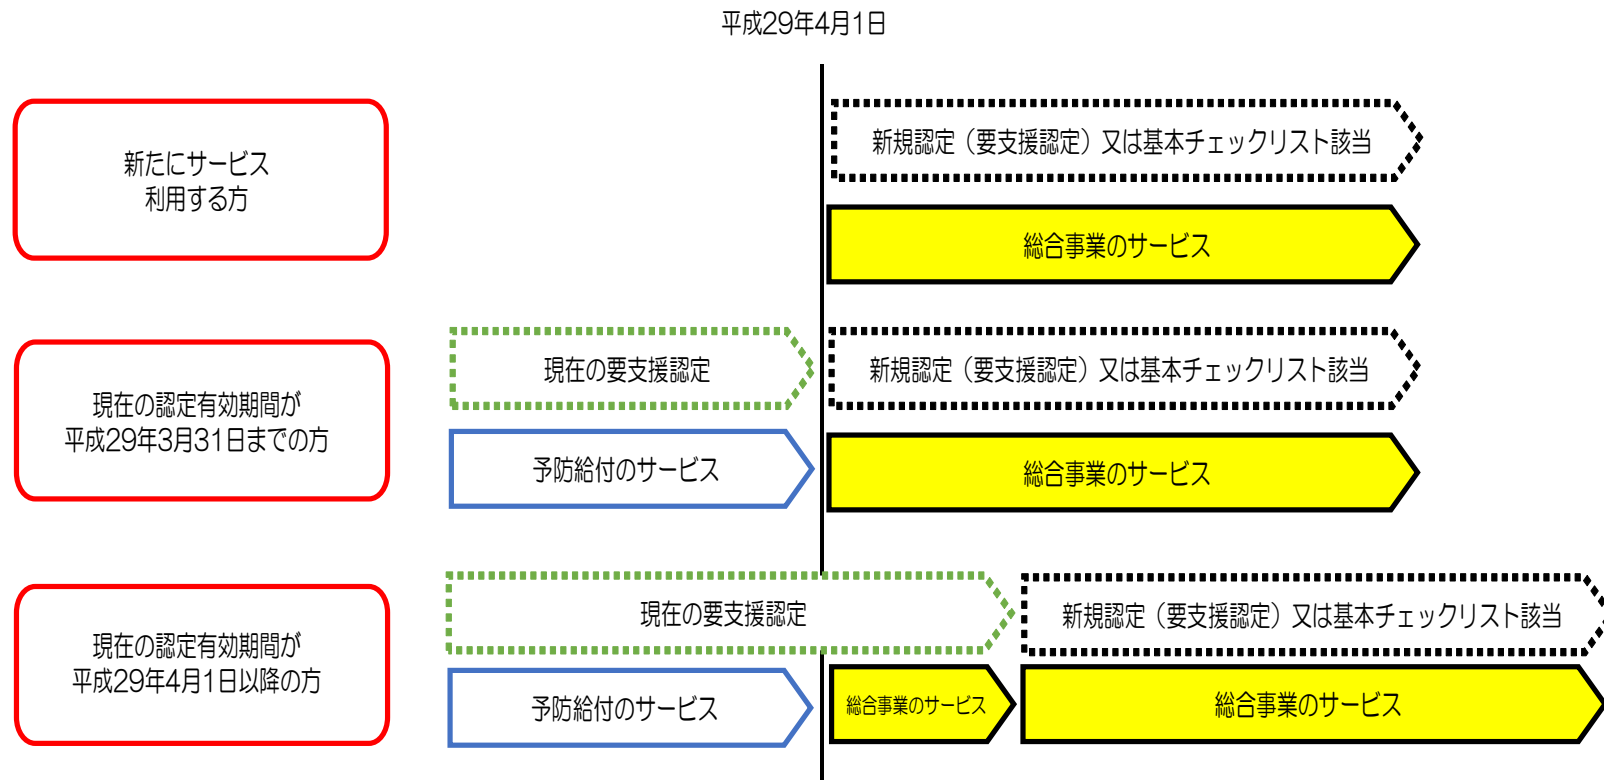 平成29年4月1日
新たにサービス
利用する方
新規認定（要支援認定）又は基本チェックリスト該当
総合事業のサービス
現在の認定有効期間が
平成29年3月31日までの方
現在の要支援認定
新規認定（要支援認定）又は基本チェックリスト該当
予防給付のサービス
総合事業のサービス
現在の認定有効期間が
平成29年4月1日以降の方
現在の要支援認定
新規認定（要支援認定）又は基本チェックリスト該当
予防給付のサービス
総合事業のサービス
総合事業のサービス